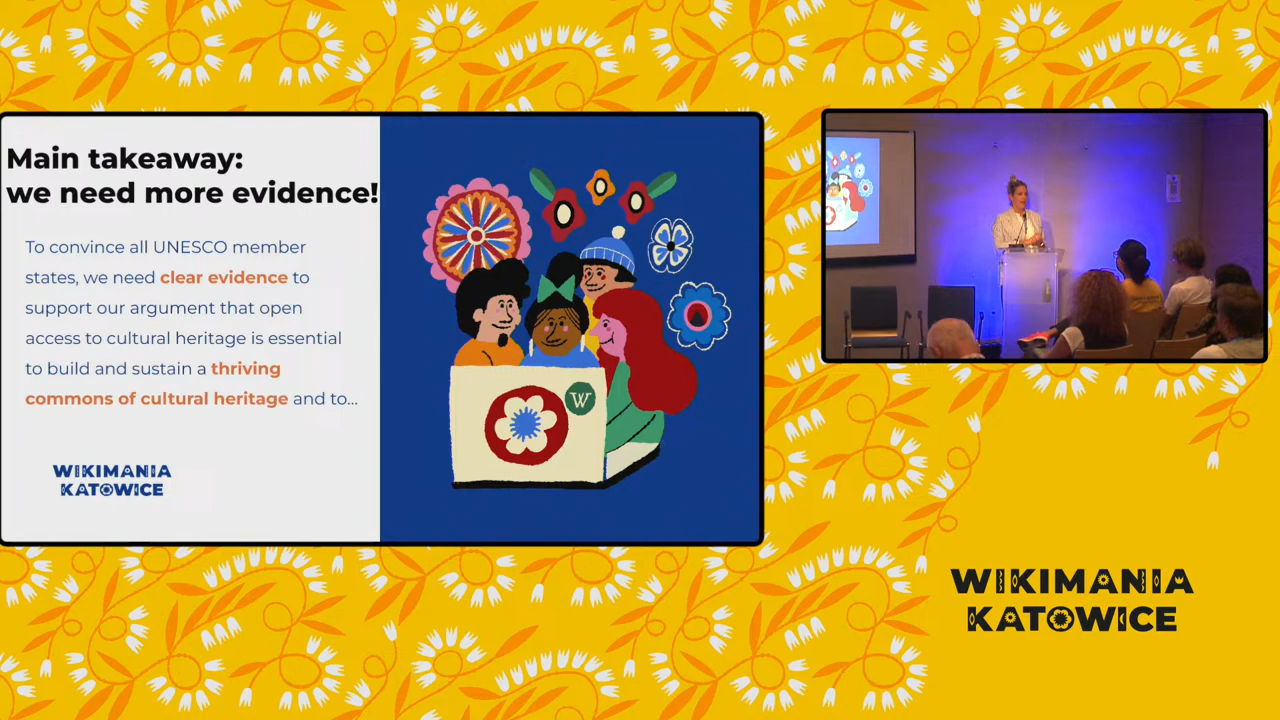 Main takeaway:
we need more evidence!
To convince all UNESCO member
states, we need clear evidence to
support our argument that open
access to cultural heritage is essential
to build and sustain a thriving
commons of cultural heritage and to...
WIKIMANIA
KATOWICE
W
WIKIMANIA
KATOWICE